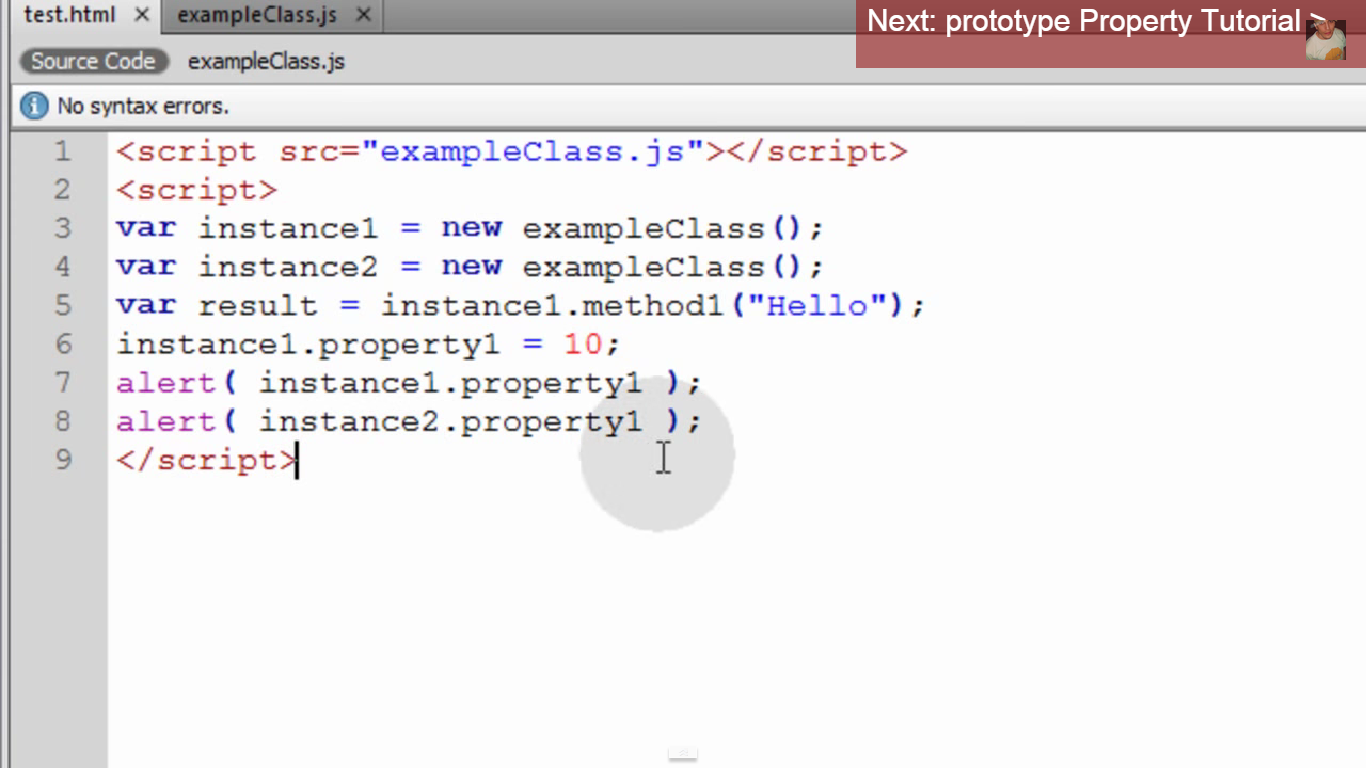 test.html × exampleClass.js ×
Next: prototype Property Tutorial >
Source Code exampleClass.js
No syntax errors.
1 <script src="exampleClass.js"></script>
2 <script>
3 var instance1 = new exampleClass();
4 var instance2 = new exampleClass();
5 var result = instance1.method1("Hello");
6 instance1.property1 = 10;
7 alert( instance1.property1 );
8 alert( instance2.property1 );
9 </script>